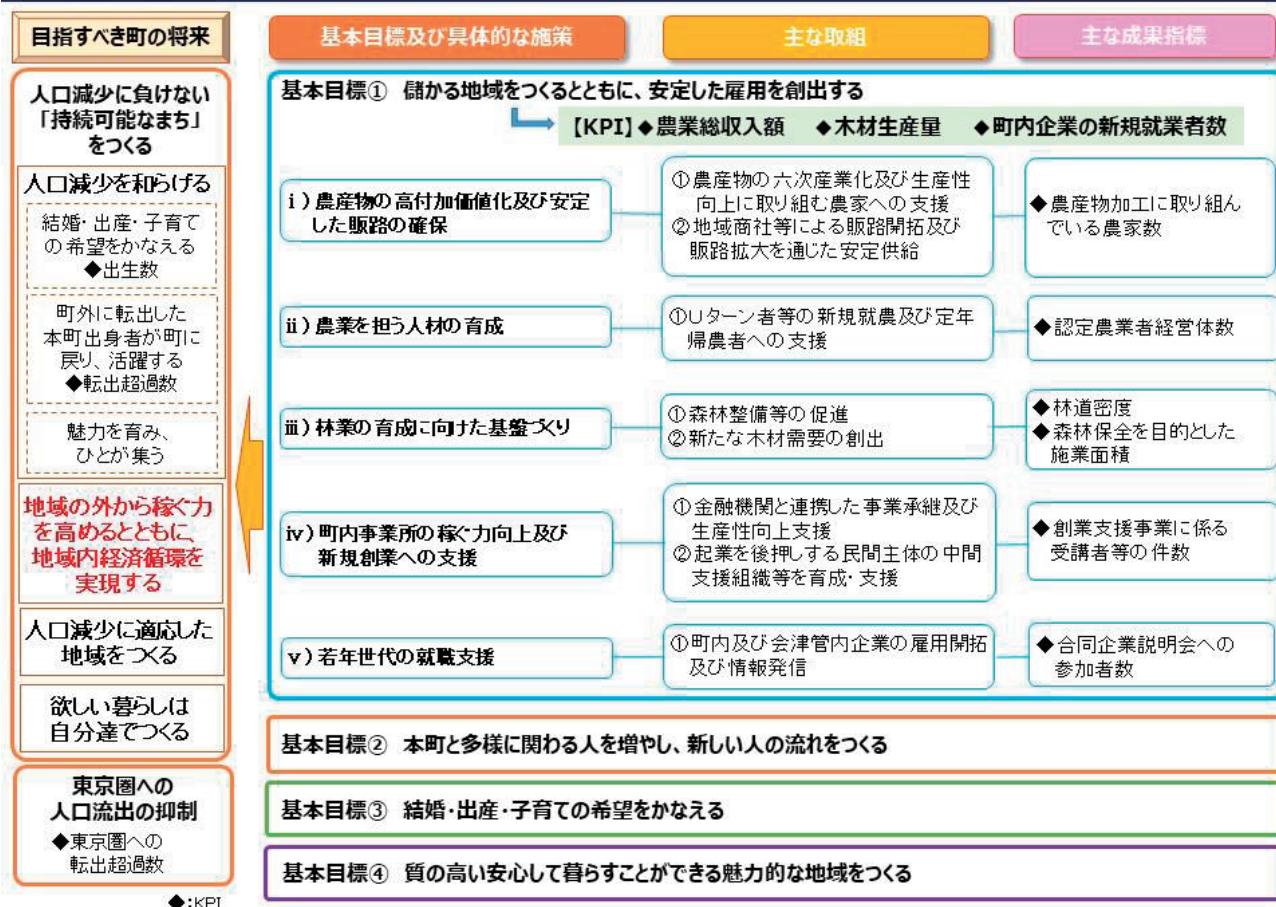 目指すべき町の将来
人口減少に負けない
「持続可能なまち」
をつくる
人口減少を和らげる
結婚・出産・子育て
の希望をかなえる
◆出生数
町外に転出した
本町出身者が町に
戻り、活躍する
◆転出超過数
魅力を育み、
ひとが集う
地域の外から稼ぐ力
を高めるとともに、
地域内経済循環を
実現する
人口減少に適応した
地域をつくる
欲しい暮らしは
自分達でつくる
東京圏への
人口流出の抑制
◆東京圏への
転出超過数
◆:KPI
基本目標及び具体的な施策
主な取組
主な成果指標
基本目標① 儲かる地域をつくるとともに、安定した雇用を創出する
【KPI】◆農業総収入額 ◆木材生産量 ◆町内企業の新規就業者数
ⅰ)農産物の高付加価値化及び安定
した販路の確保
①農産物の六次産業化及び生産性
向上に取り組む農家への支援
②地域商社等による販路開拓及び
販路拡大を通じた安定供給
◆農産物加工に取り組ん
でいる農家数
ⅱ)農業を担う人材の育成
①Uターン者等の新規就農及び定年
帰農者への支援
◆認定農業者経営体数
ⅲ)林業の育成に向けた基盤づくり
①森林整備等の促進
②新たな木材需要の創出
◆林道密度
◆森林保全を目的とした
施業面積
ⅳ)町内事業所の稼ぐ力向上及び
新規創業への支援
①金融機関と連携した事業承継及び
生産性向上支援
②起業を後押しする民間主体の中間
支援組織等を育成・支援
◆創業支援事業に係る
受講者等の件数
ⅴ)若年世代の就職支援
①町内及び会津管内企業の雇用開拓
及び情報発信
◆合同企業説明会への
参加者数
基本目標② 本町と多様に関わる人を増やし、新しい人の流れをつくる
基本目標③ 結婚・出産・子育ての希望をかなえる
基本目標④ 質の高い安心して暮らすことができる魅力的な地域をつくる